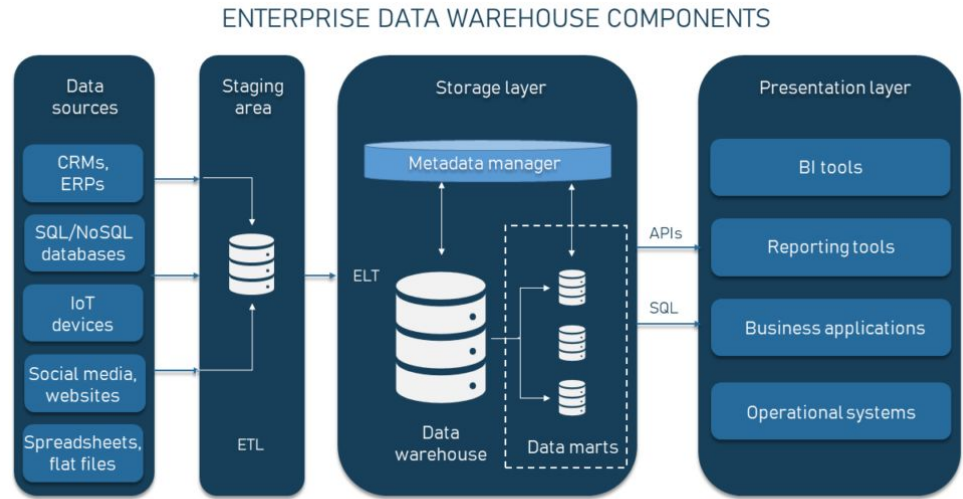 ENTERPRISE DATA WAREHOUSE COMPONENTS
Data
sources
CRMs,
ERPs
SQL/NoSQL
databases
IoT
devices
Social media,
websites
Spreadsheets,
flat files
Staging
area
ETL
Storage layer
Metadata manager
ELT
Data
warehouse
Data marts
APIs
SQL
Presentation layer
BI tools
Reporting tools
Business applications
Operational systems